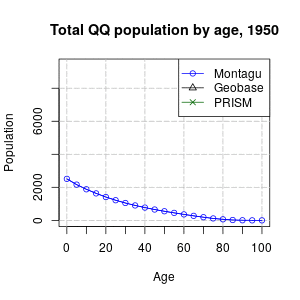 Total QQ population by age, 1950
Montagu
Geobase
PRISM
Population
0 2000 6000
0 20 40 60 80 100
Age